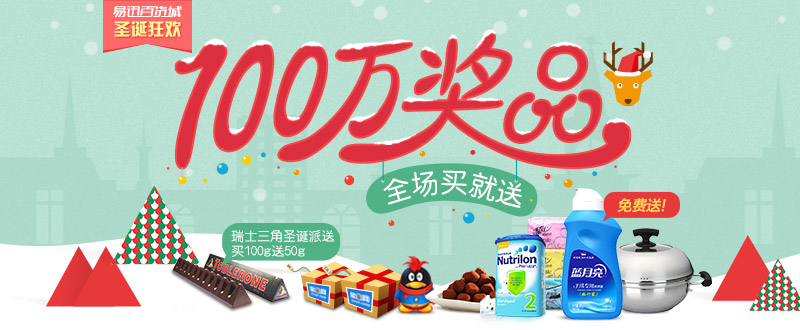 易迅百货城
圣诞狂欢
100万奖品
全场买就送
瑞士三角圣诞派送
买100g送50g
免费送!
TOBLERONE
Nutrilon
2
蓝月亮